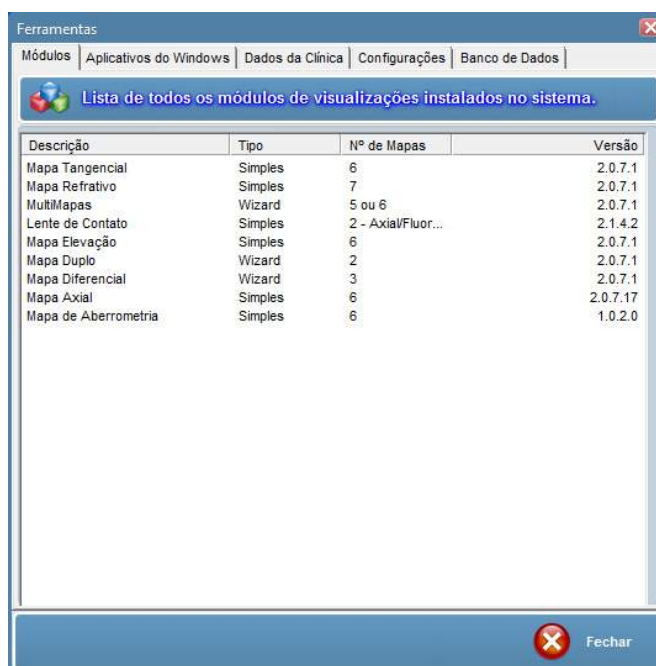 Ferramentas
Módulos Aplicativos do Windows Dados da Clínica Configurações Banco de Dados
Lista de todos os módulos de visualizações instalados no sistema.
Descrição Tipo Nº de Mapas Versão
Mapa Tangencial Simples 6 2.0.7.1
Mapa Refrativo Simples 7 2.0.7.1
MultiMapas Wizard 5 ou 6 2.0.7.1
Lente de Contato Simples 2 - Axial/Fluor... 2.1.4.2
Mapa Elevação Simples 6 2.0.7.1
Mapa Duplo Wizard 2 2.0.7.1
Mapa Diferencial Wizard 3 2.0.7.1
Mapa Axial Simples 6 2.0.7.17
Mapa de Aberrometria Simples 6 1.0.2.0
Fechar